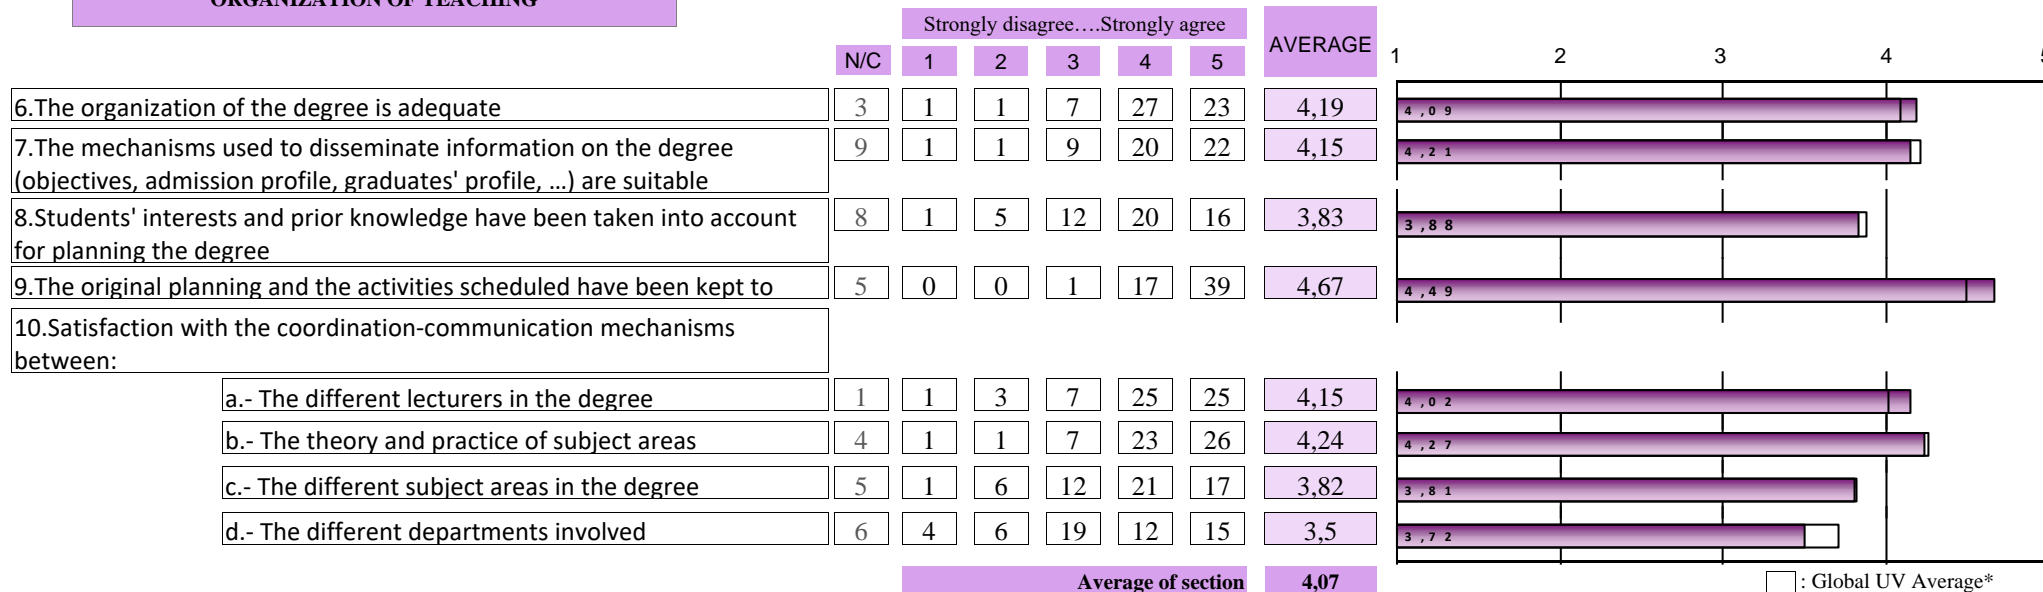 ORGANIZATION OF TEACHING
Strongly disagree….Strongly agree
AVERAGE
N/C 1 2 3 4 5
1 2 3 4 5
6.The organization of the degree is adequate 3 1 1 7 27 23 4,19 4,09
7.The mechanisms used to disseminate information on the degree
(objectives, admission profile, graduates' profile, …) are suitable 9 1 1 9 20 22 4,15 4,21
8.Students' interests and prior knowledge have been taken into account
for planning the degree 8 1 5 12 20 16 3,83 3,88
9.The original planning and the activities scheduled have been kept to 5 0 0 1 17 39 4,67 4,49
10.Satisfaction with the coordination-communication mechanisms
between:
a.- The different lecturers in the degree 1 1 3 7 25 25 4,15 4,02
b.- The theory and practice of subject areas 4 1 1 7 23 26 4,24 4,27
c.- The different subject areas in the degree 5 1 6 12 21 17 3,82 3,81
d.- The different departments involved 6 4 6 19 12 15 3,5 3,72
Average of section 4,07
: Global UV Average*